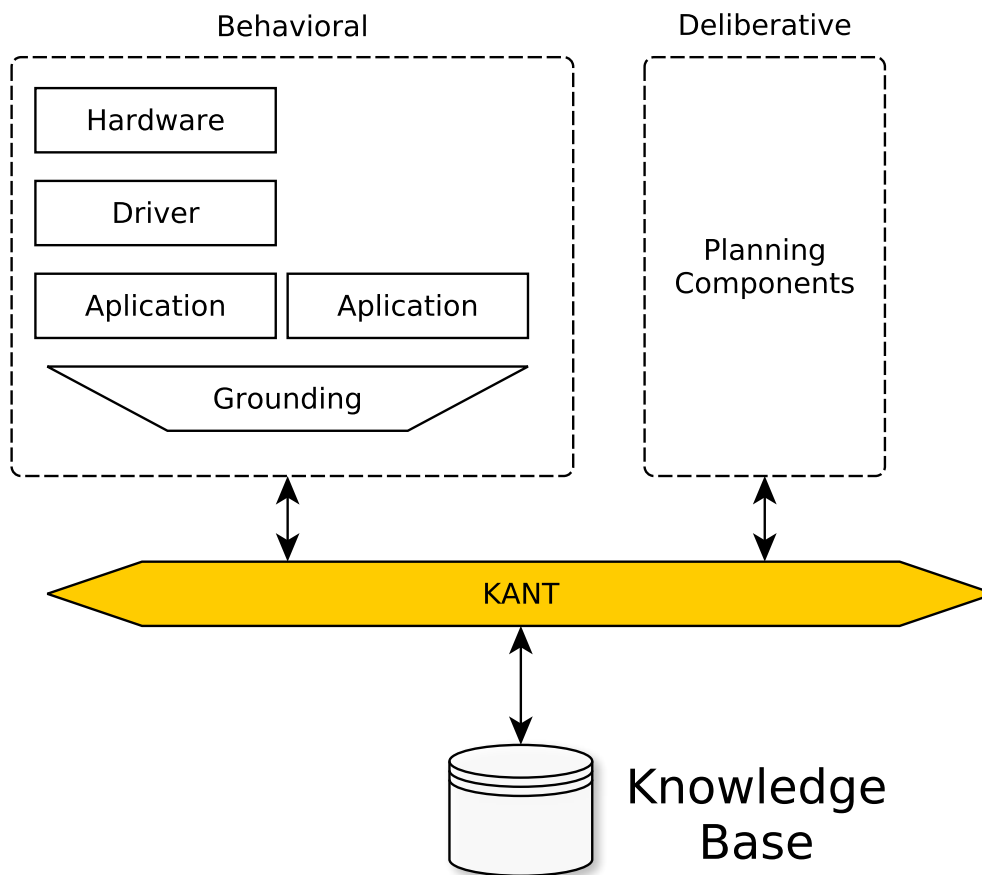 Behavioral
Deliberative
Hardware
Driver
Aplication
Aplication
Grounding
Planning
Components
KANT
Knowledge
Base